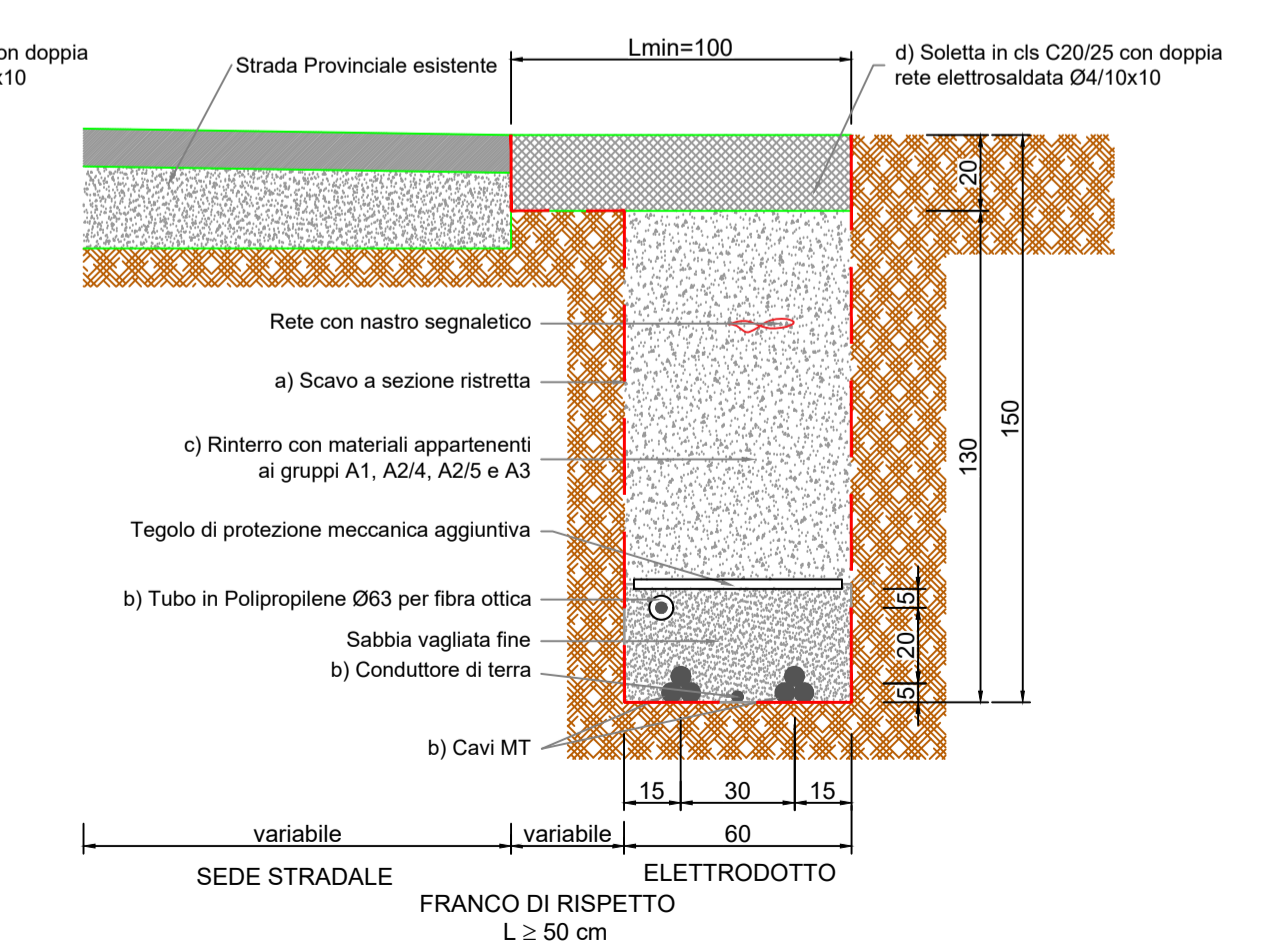 on doppia
x10
Strada Provinciale esistente
Lmin=100
d) Soletta in cls C20/25 con doppia
rete elettrosaldata Ø4/10x10
20
Rete con nastro segnaletico
a) Scavo a sezione ristretta
c) Rinterro con materiali appartenenti
ai gruppi A1, A2/4, A2/5 e A3
130
150
Tegolo di protezione meccanica aggiuntiva
b) Tubo in Polipropilene Ø63 per fibra ottica
5
Sabbia vagliata fine
20
b) Conduttore di terra
5
b) Cavi MT
15
30
15
variabile
variabile
60
SEDE STRADALE
ELETTRODOTTO
FRANCO DI RISPETTO
L ≥ 50 cm